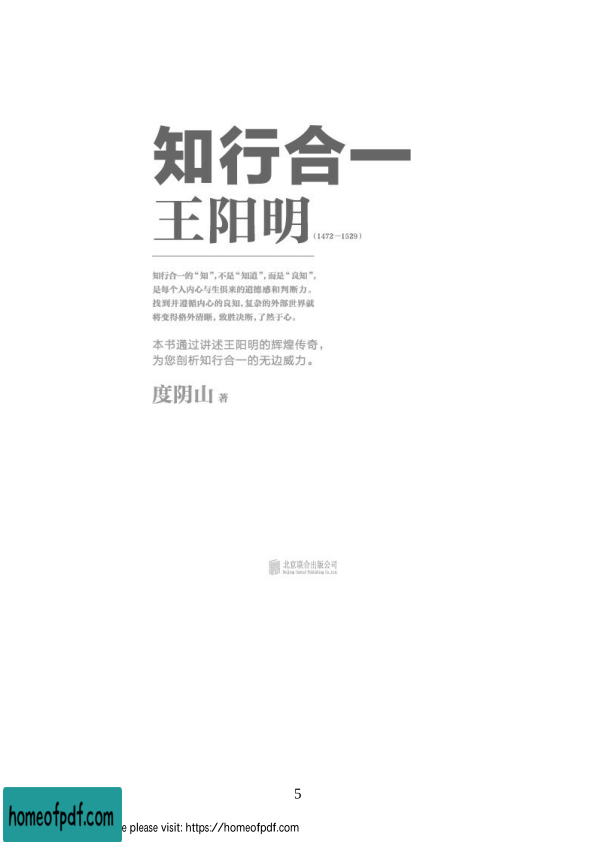 知行合一
王阳明(1472—1529)
知行合一的“知”,不是“知道”,而是“良知”,
是每个人内心与生俱来的道德感和判断力。
找到并遵循内心的良知,复杂的外部世界就
将变得格外清晰,致胜决断,了然于心。
本书通过讲述王阳明的辉煌传奇,
为您剖析知行合一的无边威力。
度阴山 著
北京联合出版公司
Beijing United Publishing Co.,Ltd.
5
homeofpdf.com
e please visit: https://homeofpdf.com